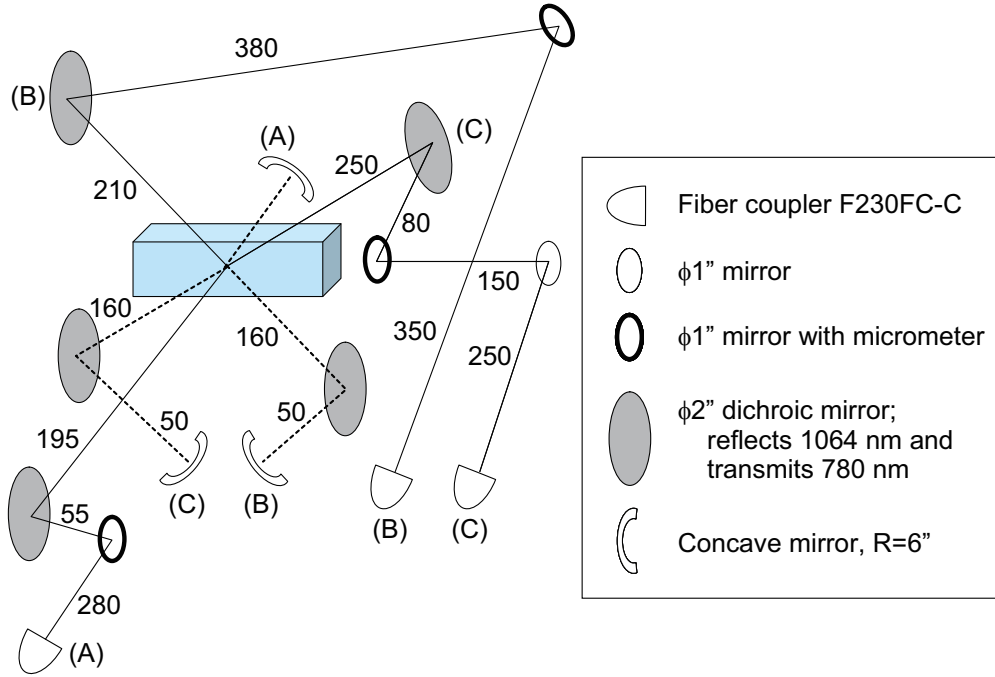 380
(B)
(A)
(C)
250
210
80
150
160
160
350
250
50
50
195
(C)
(B)
(B)
(C)
55
280
(A)
Fiber coupler F230FC-C
ϕ1” mirror
ϕ1” mirror with micrometer
ϕ2” dichroic mirror;
reflects 1064 nm and
transmits 780 nm
Concave mirror, R=6”